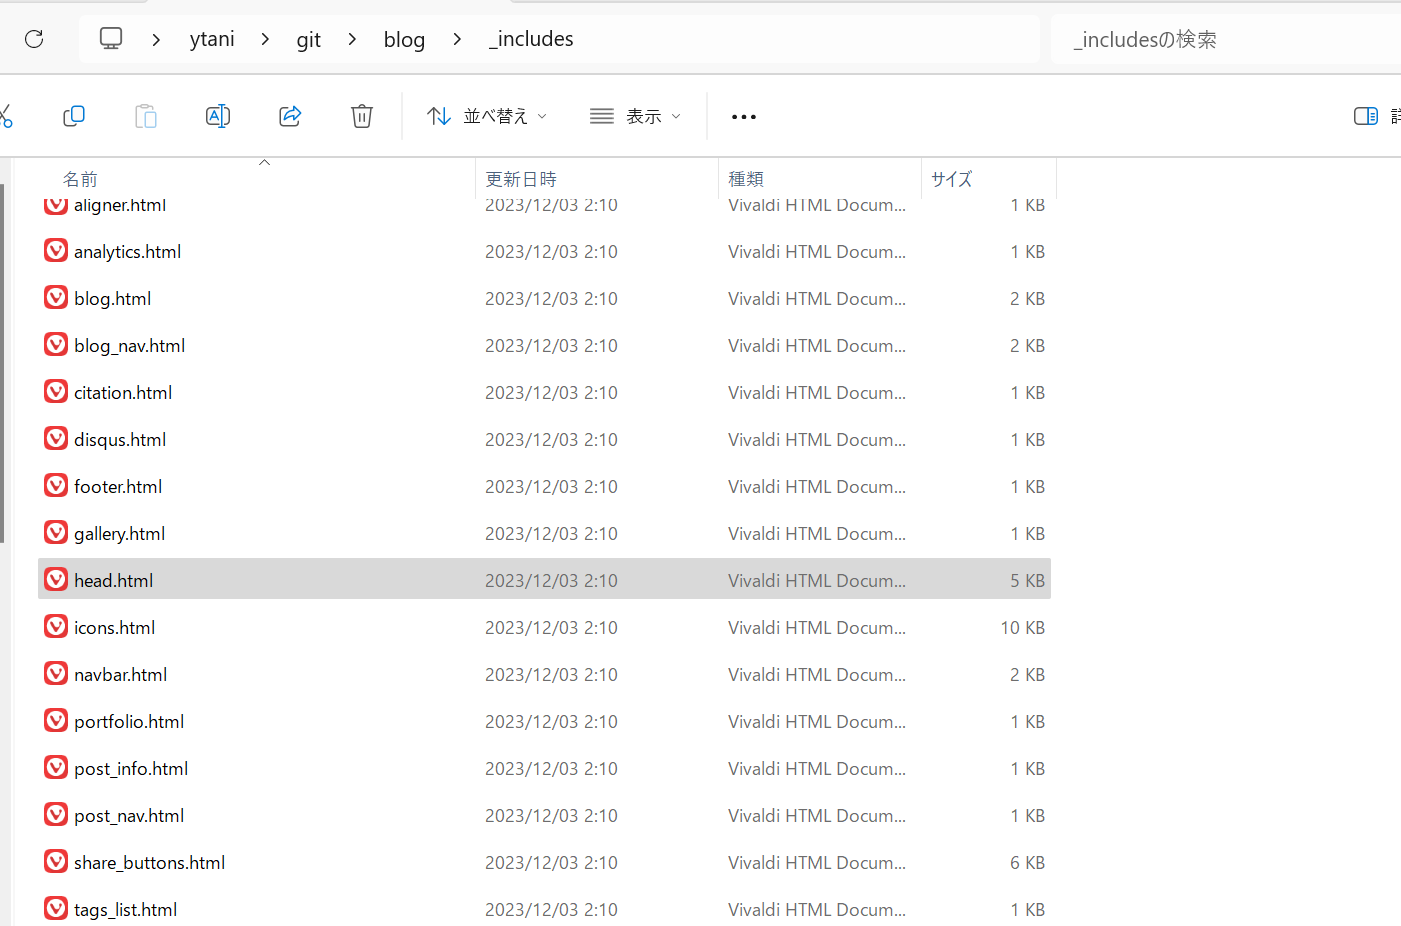 ytani > git > blog > _includes
_includesの検索
並べ替え 表示 ...
名前 更新日時 種類 サイズ
aligner.html 2023/12/03 2:10 Vivaldi HTML Docum... 1 KB
analytics.html 2023/12/03 2:10 Vivaldi HTML Docum... 1 KB
blog.html 2023/12/03 2:10 Vivaldi HTML Docum... 2 KB
blog_nav.html 2023/12/03 2:10 Vivaldi HTML Docum... 2 KB
citation.html 2023/12/03 2:10 Vivaldi HTML Docum... 1 KB
disqus.html 2023/12/03 2:10 Vivaldi HTML Docum... 1 KB
footer.html 2023/12/03 2:10 Vivaldi HTML Docum... 1 KB
gallery.html 2023/12/03 2:10 Vivaldi HTML Docum... 1 KB
head.html 2023/12/03 2:10 Vivaldi HTML Docum... 5 KB
icons.html 2023/12/03 2:10 Vivaldi HTML Docum... 10 KB
navbar.html 2023/12/03 2:10 Vivaldi HTML Docum... 2 KB
portfolio.html 2023/12/03 2:10 Vivaldi HTML Docum... 1 KB
post_info.html 2023/12/03 2:10 Vivaldi HTML Docum... 1 KB
post_nav.html 2023/12/03 2:10 Vivaldi HTML Docum... 1 KB
share_buttons.html 2023/12/03 2:10 Vivaldi HTML Docum... 6 KB
tags_list.html 2023/12/03 2:10 Vivaldi HTML Docum... 1 KB